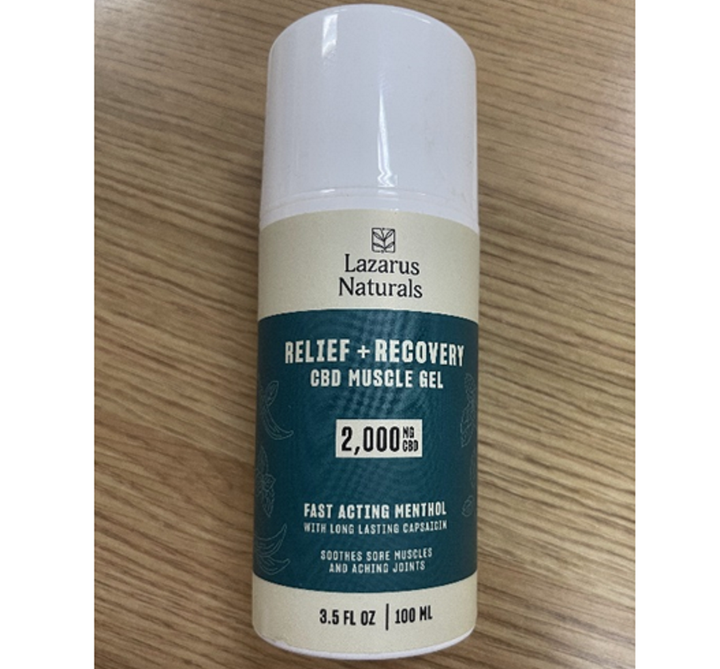 Lazarus
Naturals
RELIEF + RECOVERY
CBD MUSCLE GEL
2,000 MG CBD
FAST ACTING MENTHOL
WITH LONG LASTING CAPSAICIN
SOOTHES SORE MUSCLES
AND ACHING JOINTS
3.5 FL OZ | 100 ML